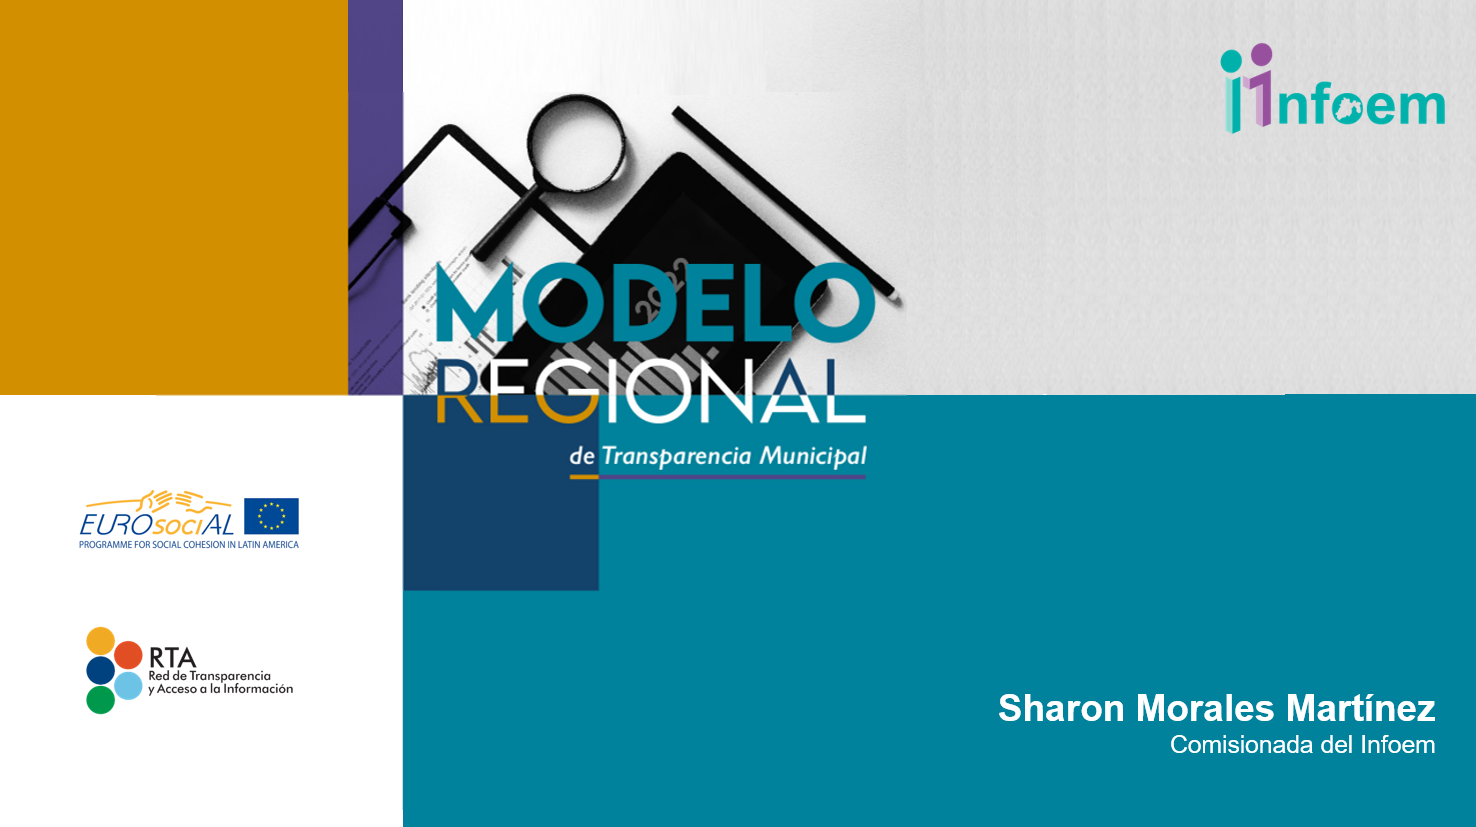 infoem
2022
MODELO
REGIONAL
de Transparencia Municipal
EUROsociAL
PROGRAMME FOR SOCIAL COHESION IN LATIN AMERICA
RTA
Red de Transparencia
y Acceso a la Información
Sharon Morales Martínez
Comisionada del Infoem